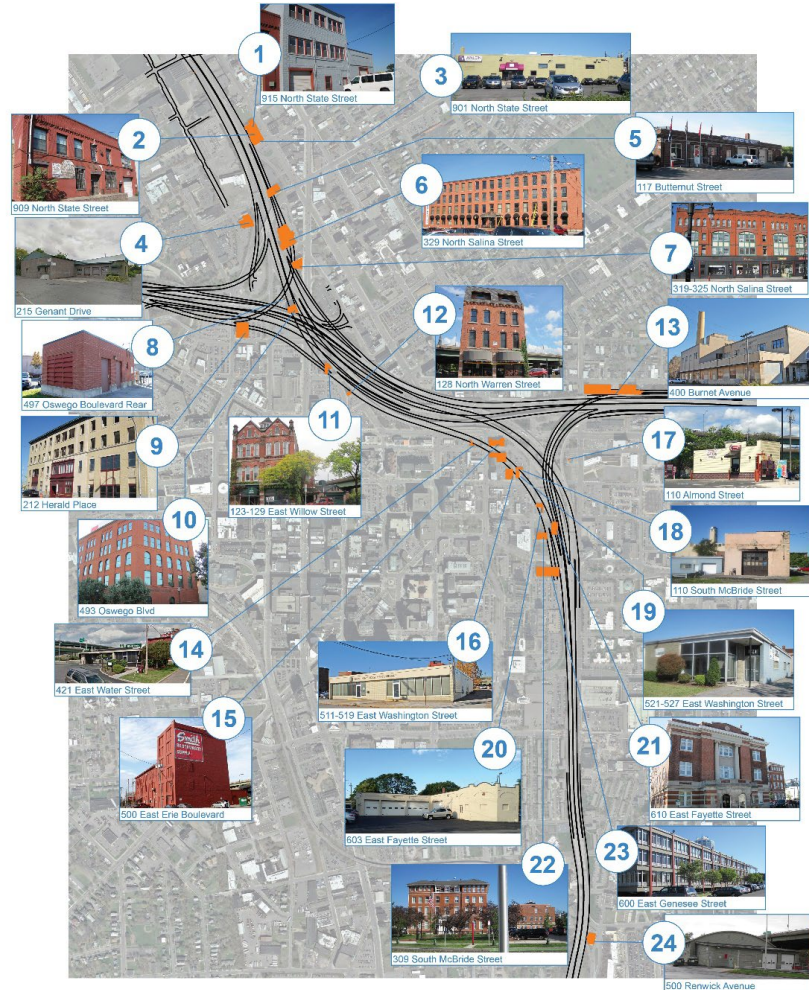 1
915 North State Street
3
901 North State Street
2
909 North State Street
5
117 Butternut Street
6
329 North Salina Street
4
215 Genant Drive
7
319-325 North Salina Street
8
497 Oswego Boulevard Rear
12
128 North Warren Street
13
400 Burnet Avenue
9
212 Herald Place
11
123-129 East Willow Street
17
110 Almond Street
10
493 Oswego Blvd
18
110 South McBride Street
14
421 East Water Street
16
511-519 East Washington Street
19
521-527 East Washington Street
15
Smith
RESTAURANT
SUPPLY
500 East Erie Boulevard
20
603 East Fayette Street
21
610 East Fayette Street
22
309 South McBride Street
23
600 East Genesee Street
24
500 Renwick Avenue